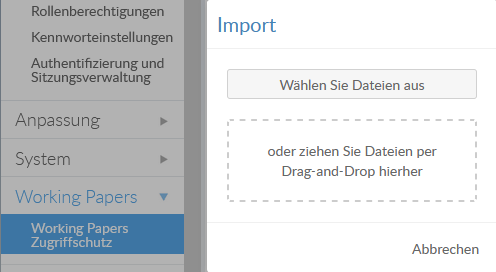 Rollenberechtigungen
Kennworteinstellungen
Authentifizierung und
Sitzungsverwaltung
Anpassung
System
Working Papers
Working Papers
Zugriffschutz
Import
Wählen Sie Dateien aus
oder ziehen Sie Dateien per
Drag-and-Drop hierher
Abbrechen